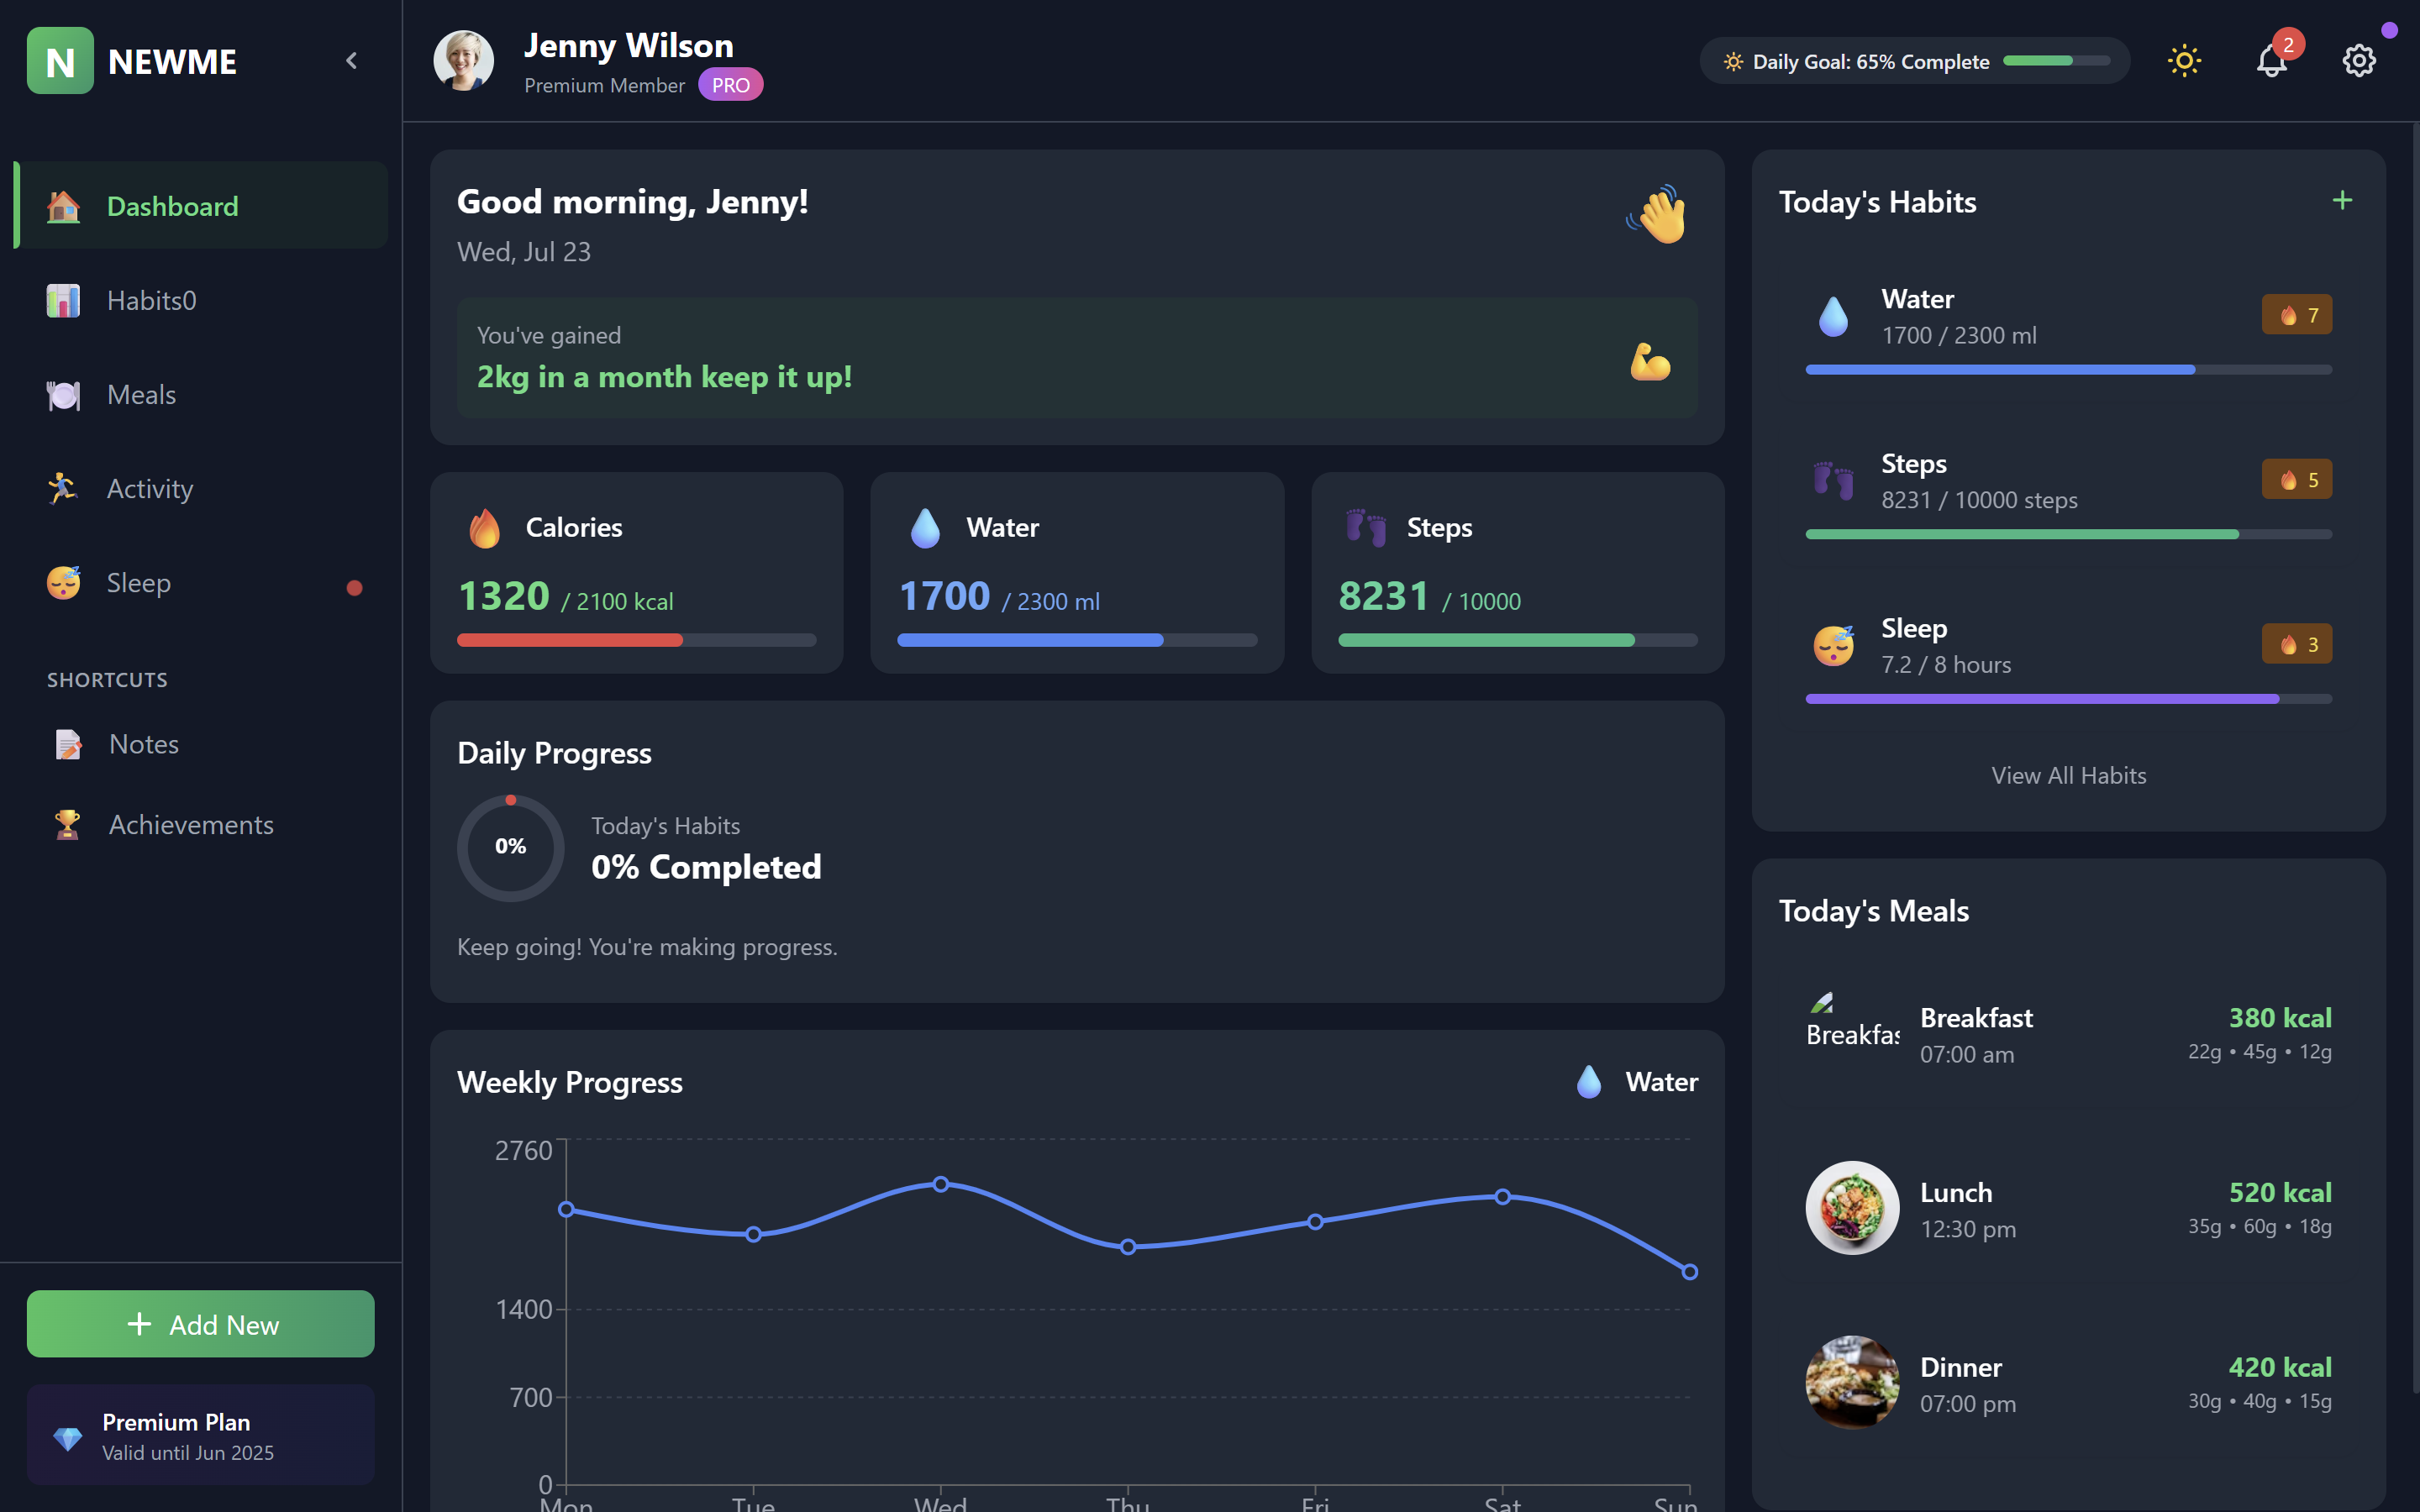 N NEWME
Dashboard
Habits0
Meals
Activity
Sleep
SHORTCUTS
Notes
Achievements
Add New
Premium Plan
Valid until Jun 2025
Jenny Wilson
Premium Member PRO
Daily Goal: 65% Complete
2
Good morning, Jenny!
Wed, Jul 23
You've gained
2kg in a month keep it up!
Calories
1320 / 2100 kcal
Water
1700 / 2300 ml
Steps
8231 / 10000
Daily Progress
0%
Today's Habits
0% Completed
Keep going! You're making progress.
Weekly Progress
Water
2760
1400
700
0
Mon Tue Wed Thu Fri Sat Sun
Today's Habits
Water
1700 / 2300 ml
7
Steps
8231 / 10000 steps
5
Sleep
7.2 / 8 hours
3
View All Habits
Today's Meals
Breakfas
Breakfast
07:00 am
380 kcal
22g • 45g • 12g
Lunch
12:30 pm
520 kcal
35g • 60g • 18g
Dinner
07:00 pm
420 kcal
30g • 40g • 15g